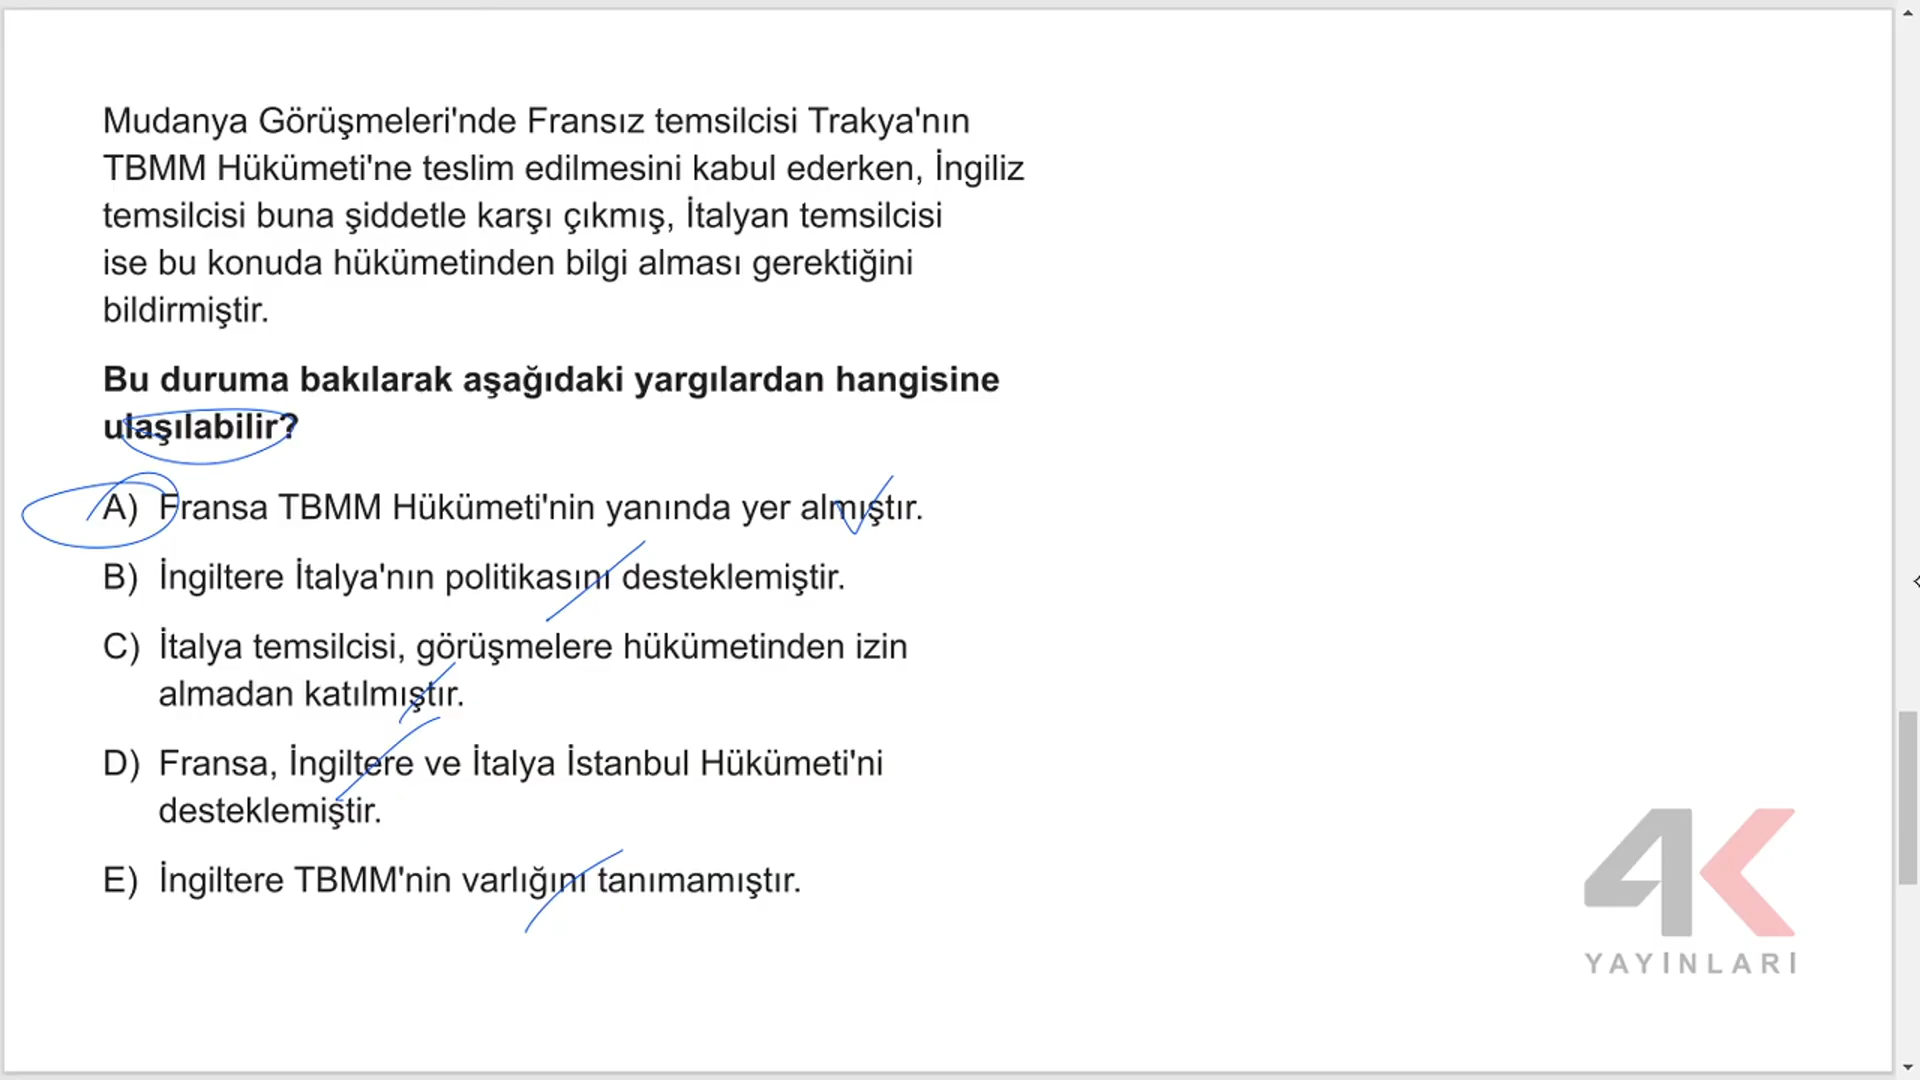 Mudanya Görüşmeleri'nde Fransız temsilcisi Trakya'nın
TBMM Hükümeti'ne teslim edilmesini kabul ederken, İngiliz
temsilcisi buna şiddetle karşı çıkmış, İtalyan temsilcisi
ise bu konuda hükümetinden bilgi alması gerektiğini
bildirmiştir.
Bu duruma bakılarak aşağıdaki yargılardan hangisine
ulaşılabilir?
A) Fransa TBMM Hükümeti'nin yanında yer almıştır.
B) İngiltere İtalya'nın politikasını desteklemiştir.
C) İtalya temsilcisi, görüşmelere hükümetinden izin
almadan katılmıştır.
D) Fransa, İngiltere ve İtalya İstanbul Hükümeti'ni
desteklemiştir.
E) İngiltere TBMM'nin varlığını tanımamıştır.
4K
YAYINLARI